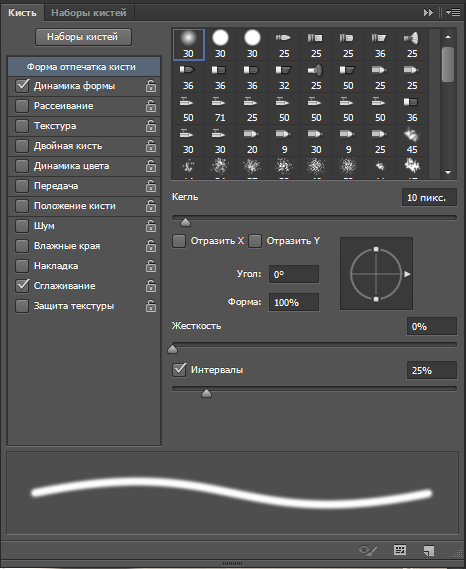 Кисть Наборы кистей
Наборы кистей
Форма отпечатка кисти
Динамика формы
Рассеивание
Текстура
Двойная кисть
Динамика цвета
Передача
Положение кисти
Шум
Влажные края
Накладка
Сглаживание
Защита текстуры
30 30 30 25 25 36 25
36 36 36 32 25 50 25
50 71 25 50 50 50 36
30 30 20 9 30 9 25
25 45
Кегль 10 пикс.
Отразить X Отразить Y
Угол: 0°
Форма: 100%
Жесткость 0%
Интервалы 25%